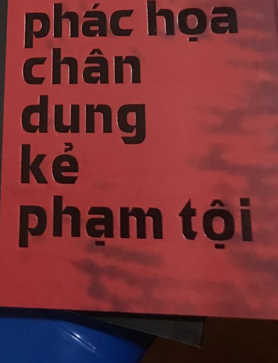 phác họa
chân
dung
kẻ
phạm tội